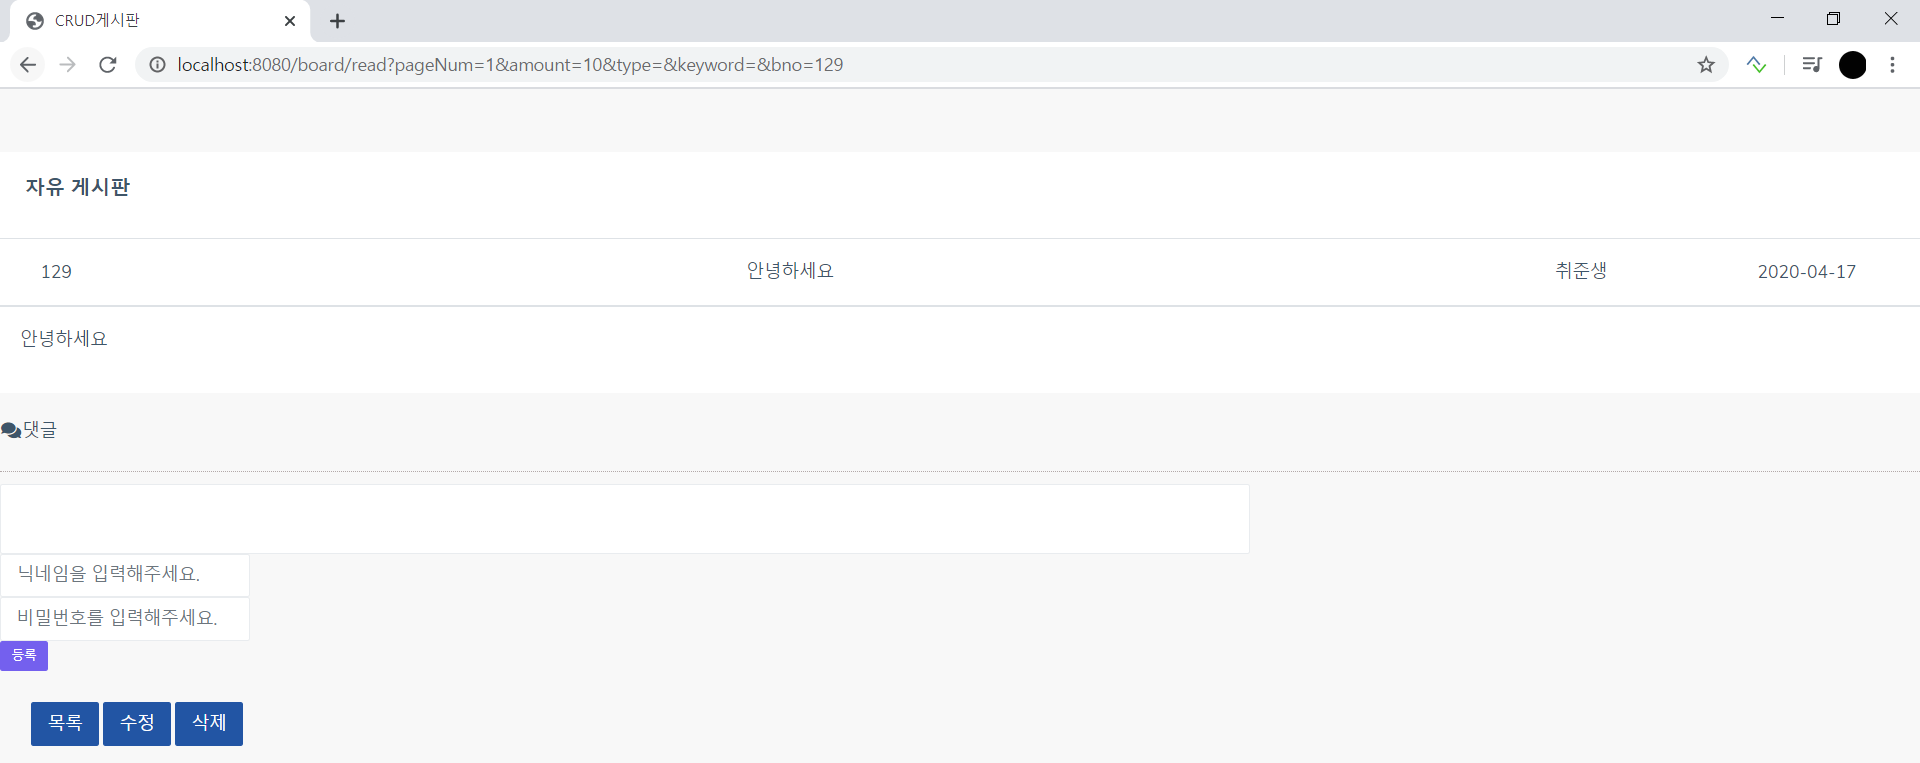 CRUD게시판
localhost:8080/board/read?pageNum=1&amount=10&type=&keyword=&bno=129
자유 게시판
129 안녕하세요 취준생 2020-04-17
안녕하세요
댓글
닉네임을 입력해주세요.
비밀번호를 입력해주세요.
등록
목록 수정 삭제